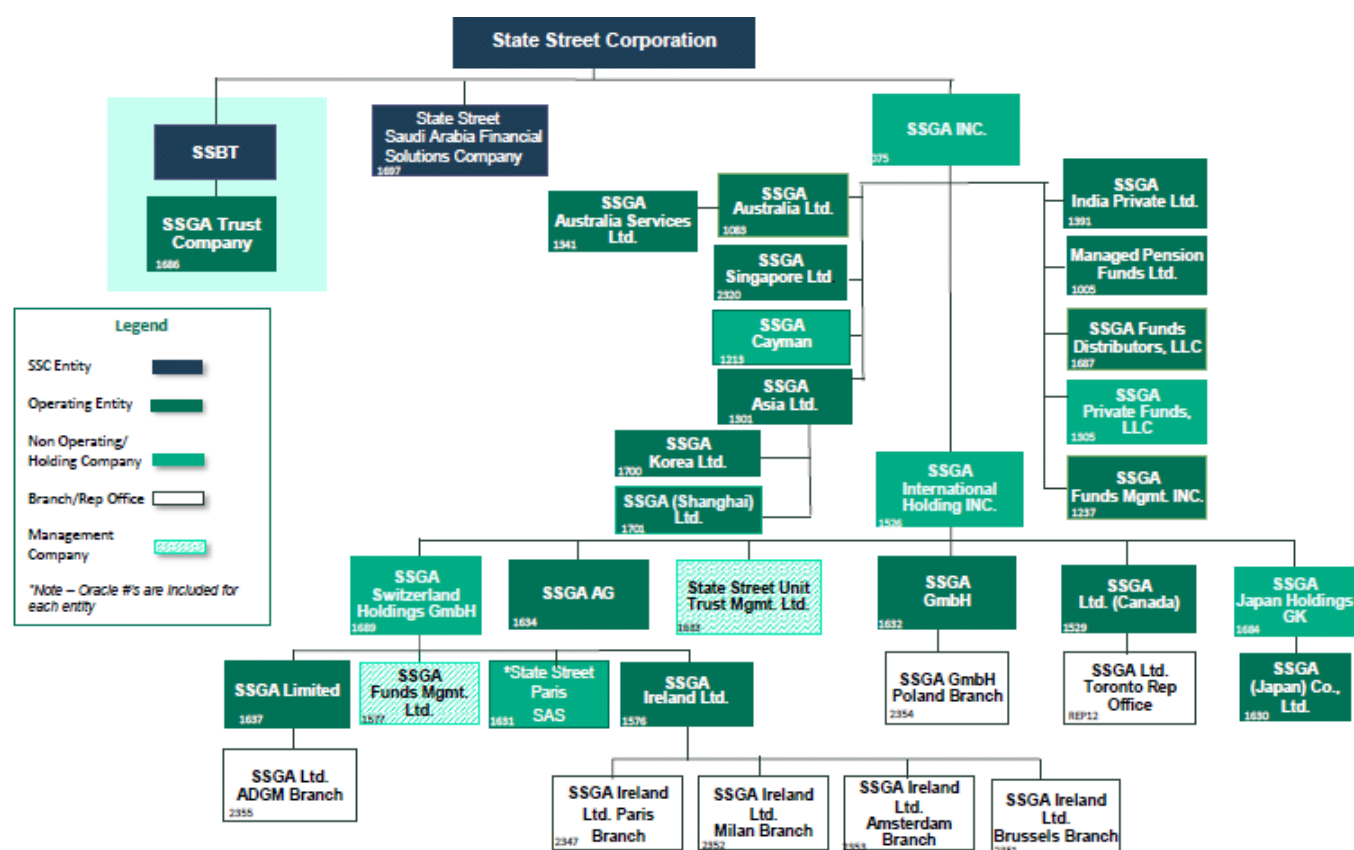 State Street Corporation
SSBT
State Street
Saudi Arabia Financial
Solutions Company
1697
SSGA INC.
075
SSGA Trust
Company
1686
SSGA
Australia Services
Ltd.
1341
SSGA
Australia Ltd.
1083
SSGA
India Private Ltd.
1391
SSGA
Singapore Ltd
2320
Managed Pension
Funds Ltd.
1005
SSGA
Cayman
1213
SSGA Funds
Distributors, LLC
1687
SSGA
Asia Ltd.
1301
SSGA
Private Funds,
LLC
1305
SSGA
Korea Ltd.
1700
SSGA (Shanghai)
Ltd.
1701
SSGA
International
Holding INC.
1526
SSGA
Funds Mgmt. INC.
1237
Legend
SSC Entity
Operating Entity
Non Operating/
Holding Company
Branch/Rep Office
Management
Company
*Note – Oracle #'s are included for
each entity
SSGA
Switzerland
Holdings GmbH
1689
SSGA AG
1634
State Street Unit
Trust Mgmt. Ltd.
1633
SSGA
GmbH
1632
SSGA
Ltd. (Canada)
1529
SSGA
Japan Holdings
GK
1684
SSGA Limited
1637
SSGA
Funds Mgmt.
Ltd.
1577
*State Street
Paris
SAS
1631
SSGA
Ireland Ltd.
1576
SSGA GmbH
Poland Branch
2354
SSGA Ltd.
Toronto Rep
Office
REP12
SSGA
(Japan) Co.,
Ltd.
1630
SSGA Ltd.
ADGM Branch
2355
SSGA Ireland
Ltd. Paris
Branch
2347
SSGA Ireland
Ltd.
Milan Branch
2352
SSGA Ireland
Ltd.
Amsterdam
Branch
2353
SSGA Ireland
Ltd.
Brussels Branch